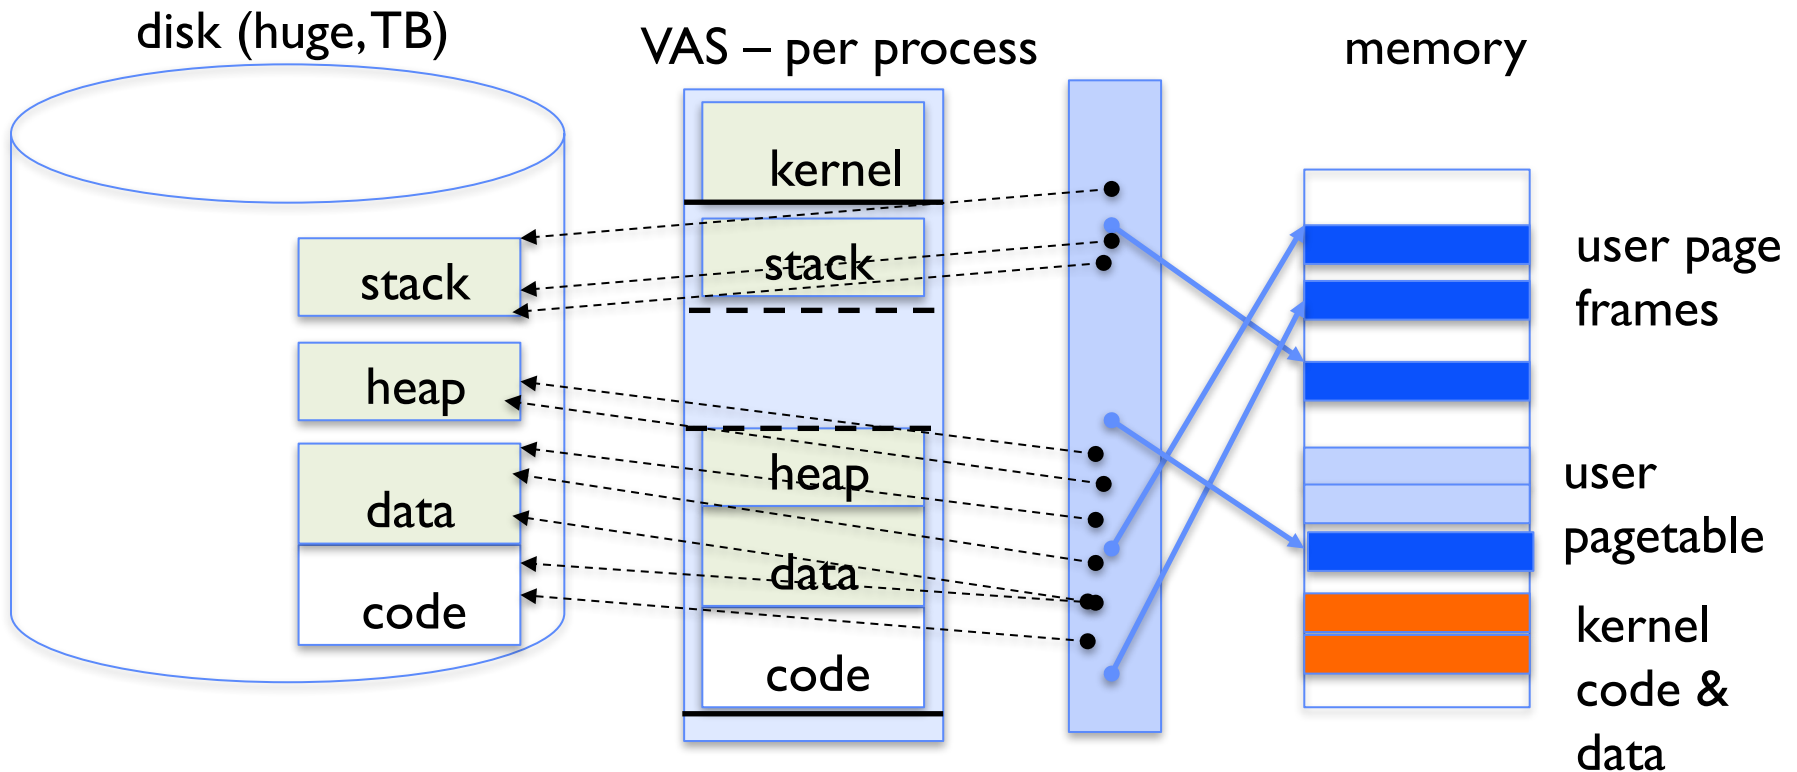 disk (huge, TB)
VAS – per process
memory
kernel
stack
heap
data
code
stack
heap
data
code
user page
frames
user
pagetable
kernel
code &
data